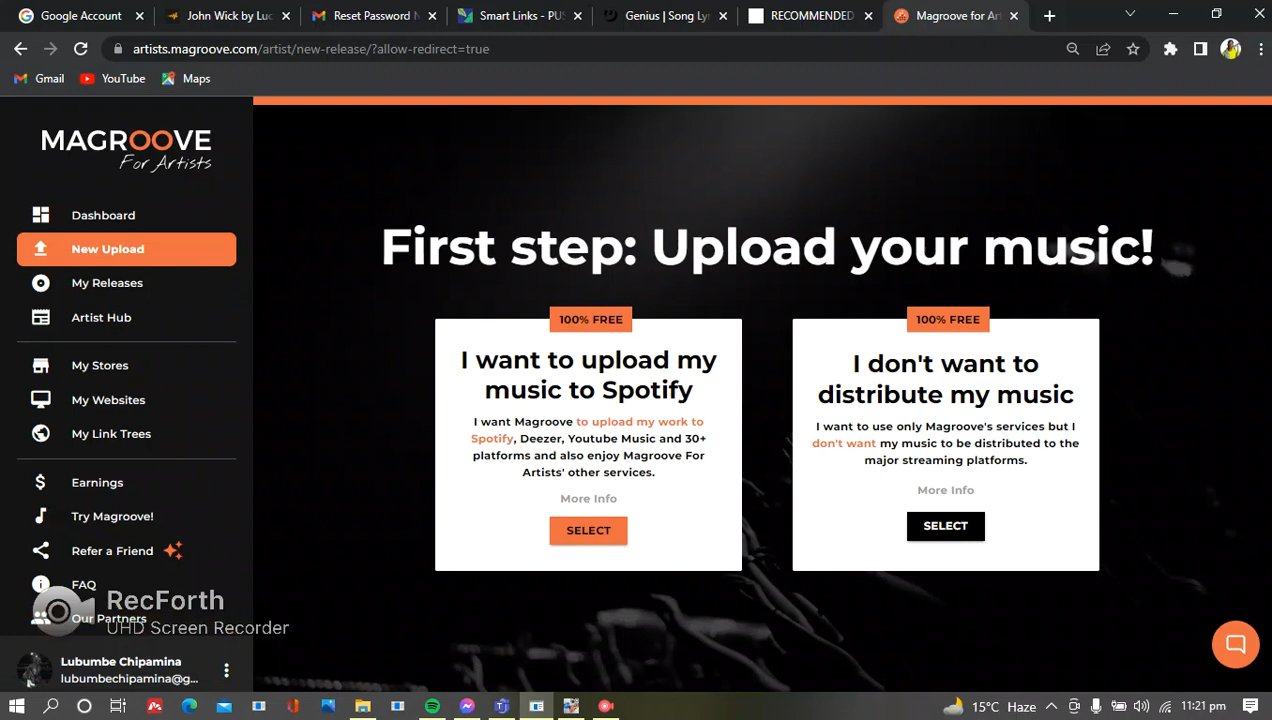 Google Account
John Wick by Luc
Reset Password N
Smart Links - PUS
Genius | Song Lyr
RECOMMENDED
Magroove for Art
artists.magroove.com/artist/new-release/?allow-redirect=true
Gmail
YouTube
Maps
MAGROOVE
For Artists
Dashboard
New Upload
My Releases
Artist Hub
My Stores
My Websites
My Link Trees
Earnings
Try Magroove!
Refer a Friend
FAQ
Our Partners
RecForth
UHD Screen Recorder
Lubumbe Chipamina
lubumbechipamina@g...
First step: Upload your music!
100% FREE
I want to upload my
music to Spotify
I want Magroove to upload my work to
Spotify, Deezer, Youtube Music and 30+
platforms and also enjoy Magroove For
Artists' other services.
More Info
SELECT
100% FREE
I don't want to
distribute my music
I want to use only Magroove's services but I
don't want my music to be distributed to the
major streaming platforms.
More Info
SELECT
15°C Haze
11:21 pm